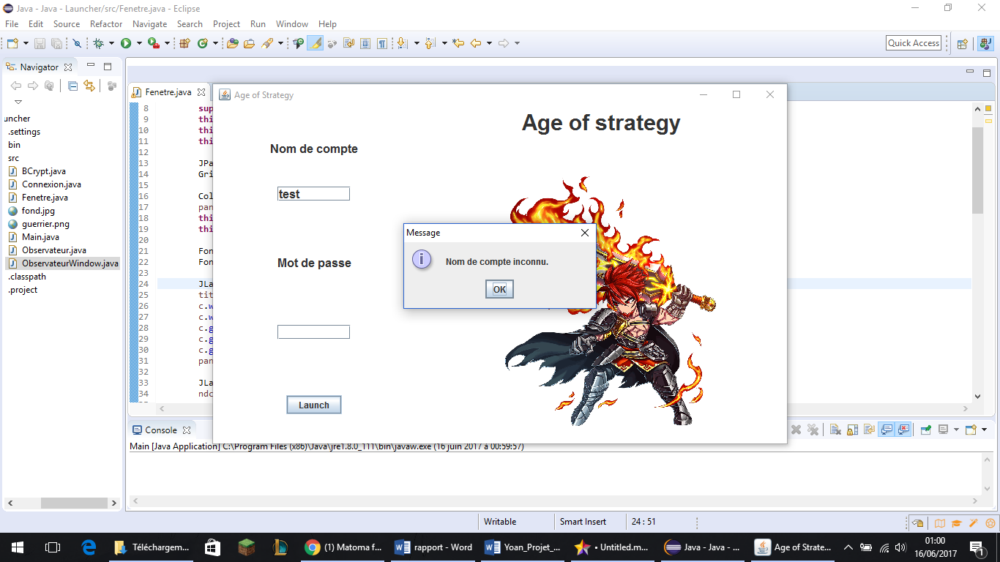 Java - Java - Launcher/src/Fenetre.java - Eclipse
File Edit Source Refactor Navigate Search Project Run Window Help
Quick Access
Navigator
uncher
.settings
bin
src
BCrypt.java
Connexion.java
Fenetre.java
fond.jpg
guerrier.png
Main.java
Observateur.java
ObservateurWindow.java
.classpath
.project
Fenetre.java
8 sup
9 thi
10 thi
11 thi
12
13 JPa
14 Gri
15
16 Col
17 pan
18 thi
19 thi
20
21 Fon
22 Fon
23
24 JLa
25 tit
26 c.w
27 c.w
28 c.g
29 c.g
30 c.g
31 pan
32
33 JLa
34 ndc
Age of Strategy
Age of strategy
Nom de compte
test
Mot de passe
Launch
Message
Nom de compte inconnu.
OK
Console
Main [Java Application] C:\Program Files (x86)\Java\jre1.8.0_111\bin\javaw.exe (16 juin 2017 à 00:59:57)
Writable Smart Insert 24 : 51
Téléchargem... (1) Matoma f... rapport - Word Yoan_Projet_... • Untitled.m... Java - Java - ... Age of Strate...
01:00
16/06/2017
1